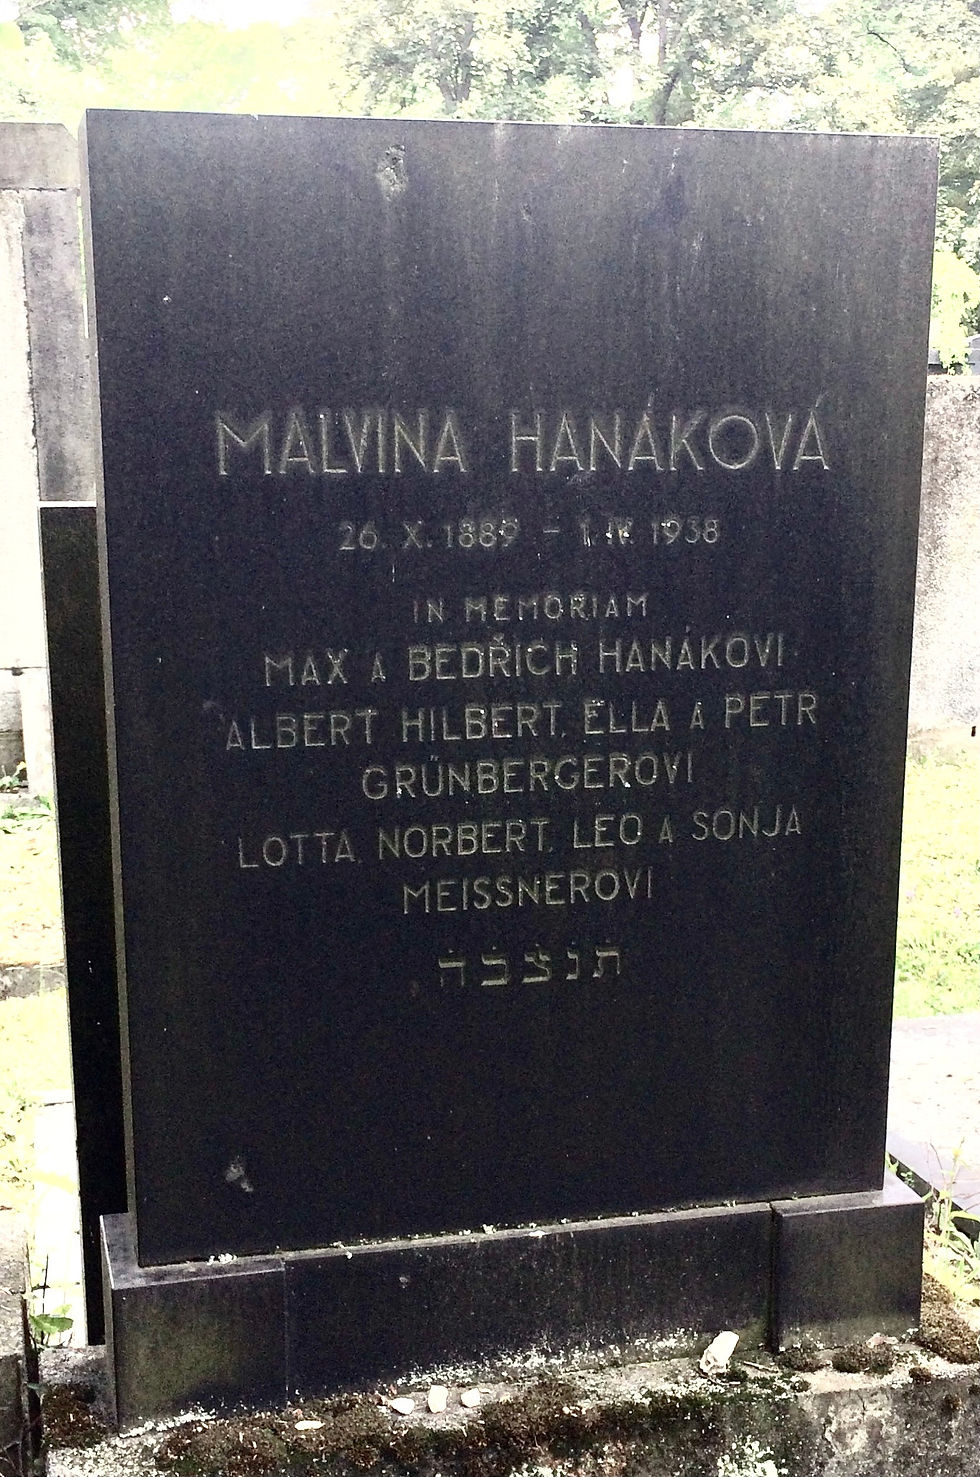 MALVINA HANÁKOVÁ
26. X. 1889 - 1. IV. 1938
IN MEMORIAM
MAX A BEDŘICH HANÁKOVI
ALBERT HILBERT, ELLA A PETR
GRÜNBERGEROVI
LOTTA, NORBERT, LEO A SONJA
MEISSNEROVI
תנצבה